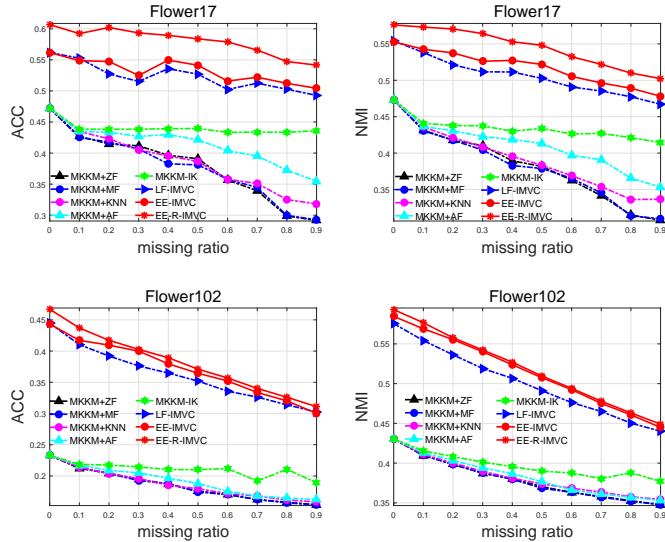 Flower17
Flower17
0.6
0.55
0.5
0.45
0.4
0.35
0.3
ACC
MKKM+ZF
MKKM+MF
MKKM+KNN
MKKM+AF
MKKM-IK
LF-IMVC
EE-IMVC
EE-R-IMVC
0 0.1 0.2 0.3 0.4 0.5 0.6 0.7 0.8 0.9
missing ratio
0.55
0.5
0.45
0.4
0.35
NMI
MKKM+ZF
MKKM+MF
MKKM+KNN
MKKM+AF
MKKM-IK
LF-IMVC
EE-IMVC
EE-R-IMVC
0 0.1 0.2 0.3 0.4 0.5 0.6 0.7 0.8 0.9
missing ratio
Flower102
Flower102
0.45
0.4
0.35
0.3
0.25
0.2
ACC
MKKM+ZF
MKKM+MF
MKKM+KNN
MKKM+AF
MKKM-IK
LF-IMVC
EE-IMVC
EE-R-IMVC
0 0.1 0.2 0.3 0.4 0.5 0.6 0.7 0.8 0.9
missing ratio
0.6
0.55
0.5
0.45
0.4
0.35
NMI
MKKM+ZF
MKKM+MF
MKKM+KNN
MKKM+AF
MKKM-IK
LF-IMVC
EE-IMVC
EE-R-IMVC
0 0.1 0.2 0.3 0.4 0.5 0.6 0.7 0.8 0.9
missing ratio